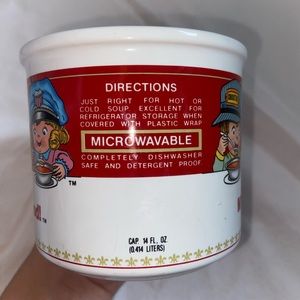 DIRECTIONS
JUST RIGHT FOR HOT OR
COLD SOUP. EXCELLENT FOR
REFRIGERATOR STORAGE WHEN
COVERED WITH PLASTIC WRAP
MICROWAVABLE
COMPLETELY DISHWASHER
SAFE AND DETERGENT PROOF.
TM
TM
CAP. 14 FL. OZ.
(0.414 LITERS)